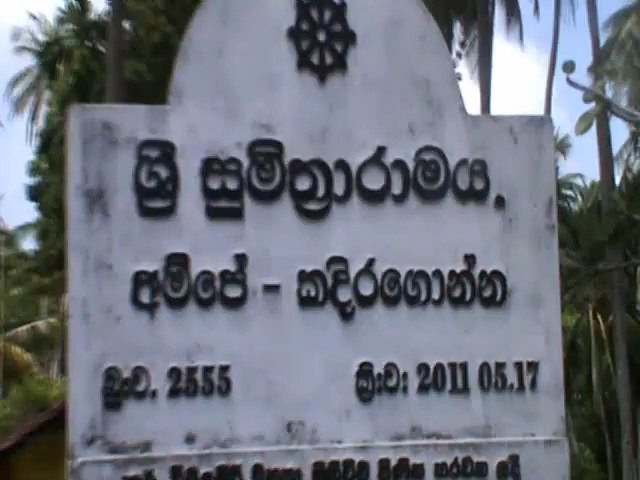 ශ්‍රී සුමිත්‍රාරාමය.
අම්පේ - කදිරගොන්න
බු:ව. 2555 ක්‍රි:ව: 2011 05.17